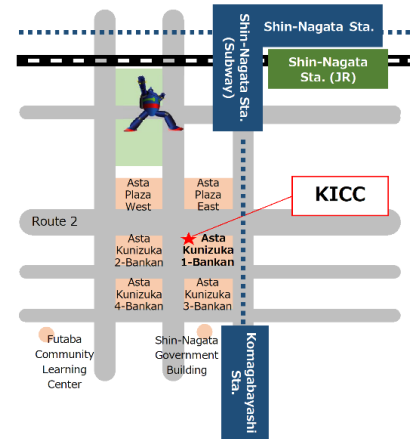 Shin-Nagata Sta.
Shin-Nagata Sta.
(Subway)
Shin-Nagata
Sta. (JR)
KICC
Asta
Plaza
West
Asta
Plaza
East
Route 2
Asta
Kunizuka
2-Bankan
Asta
Kunizuka
1-Bankan
Asta
Kunizuka
4-Bankan
Asta
Kunizuka
3-Bankan
Futaba
Community
Learning
Center
Shin-Nagata
Government
Building
Komagabayashi
Sta.